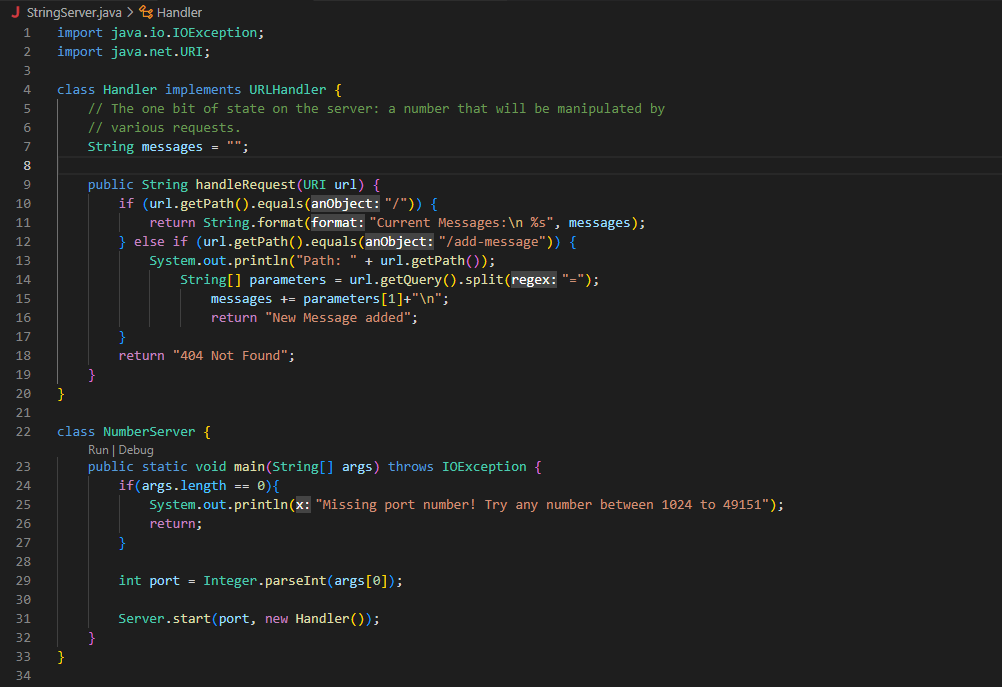 StringServer.java > Handler
1 import java.io.IOException;
2 import java.net.URI;
3
4 class Handler implements URLHandler {
5     // The one bit of state on the server: a number that will be manipulated by
6     // various requests.
7     String messages = "";
8
9     public String handleRequest(URI url) {
10         if (url.getPath().equals(anObject: "/")) {
11             return String.format(format: "Current Messages:\n %s", messages);
12         } else if (url.getPath().equals(anObject: "/add-message")) {
13             System.out.println("Path: " + url.getPath());
14                 String[] parameters = url.getQuery().split(regex: "=");
15                     messages += parameters[1]+"\n";
16                     return "New Message added";
17         }
18         return "404 Not Found";
19     }
20 }
21
22 class NumberServer {
Run | Debug
23     public static void main(String[] args) throws IOException {
24         if(args.length == 0){
25             System.out.println(x: "Missing port number! Try any number between 1024 to 49151");
26             return;
27         }
28
29         int port = Integer.parseInt(args[0]);
30
31         Server.start(port, new Handler());
32     }
33 }
34